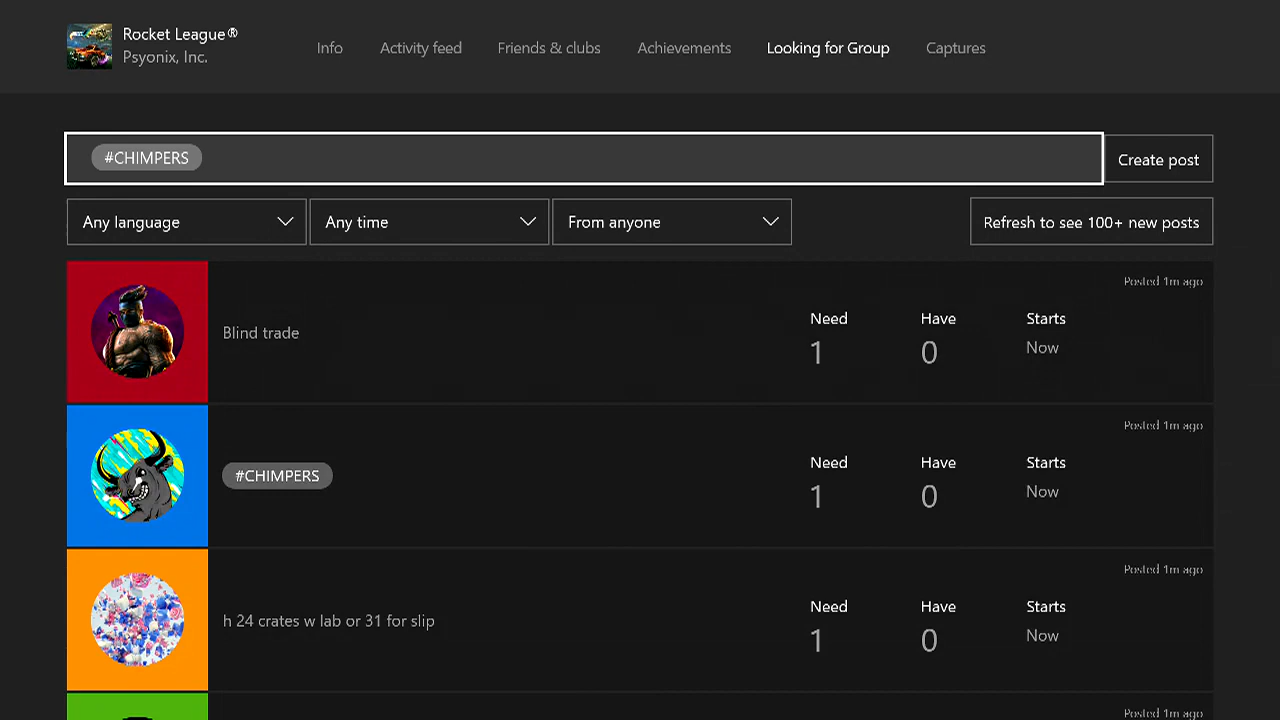 Rocket League®
Psyonix, Inc.
Info Activity feed Friends & clubs Achievements Looking for Group Captures
#CHIMPERS Create post
Any language Any time From anyone Refresh to see 100+ new posts
Posted 1m ago
Blind trade Need Have Starts
1 0 Now
Posted 1m ago
#CHIMPERS Need Have Starts
1 0 Now
Posted 1m ago
h 24 crates w lab or 31 for slip Need Have Starts
1 0 Now
Posted 1m ago